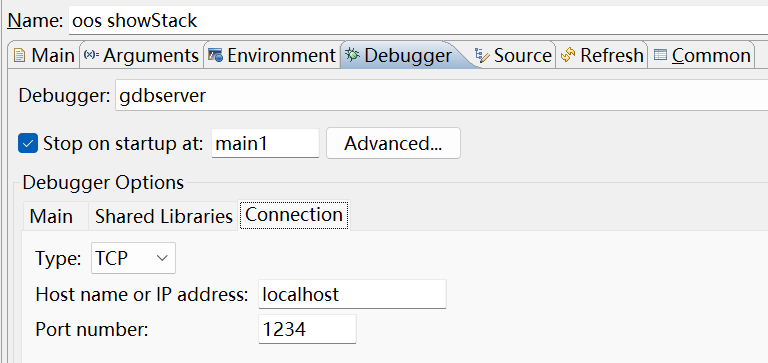 Name: oos showStack
Main (x)= Arguments Environment Debugger Source Refresh Common
Debugger: gdbserver
Stop on startup at: main1 Advanced...
Debugger Options
Main Shared Libraries Connection
Type: TCP
Host name or IP address: localhost
Port number: 1234